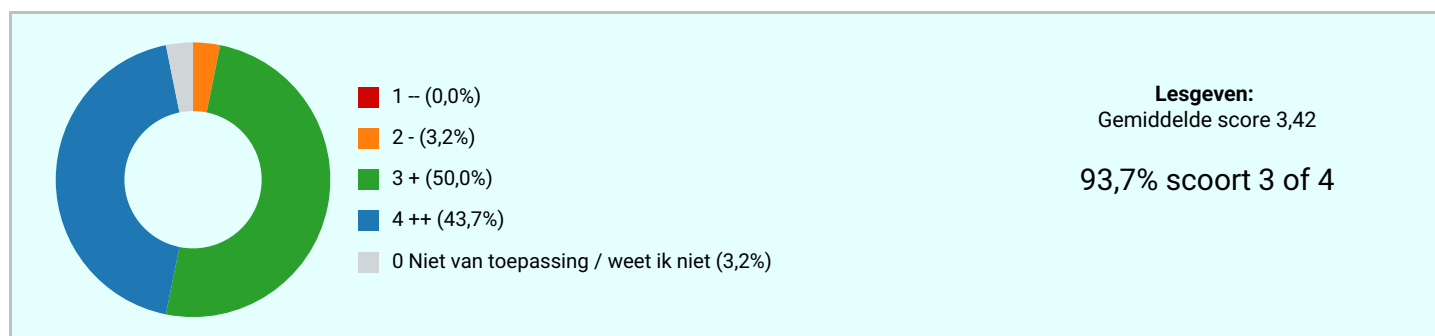 1 -- (0,0%)
2 - (3,2%)
3 + (50,0%)
4 ++ (43,7%)
0 Niet van toepassing / weet ik niet (3,2%)
Lesgeven:
Gemiddelde score 3,42
93,7% scoort 3 of 4